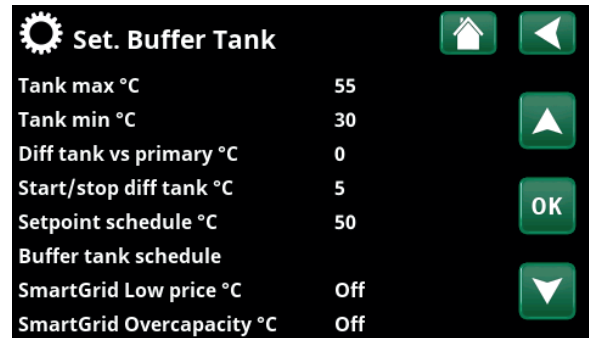 Set. Buffer Tank
Tank max °C 55
Tank min °C 30
Diff tank vs primary °C 0
Start/stop diff tank °C 5
Setpoint schedule °C 50
OK
Buffer tank schedule
SmartGrid Low price °C Off
SmartGrid Overcapacity °C Off